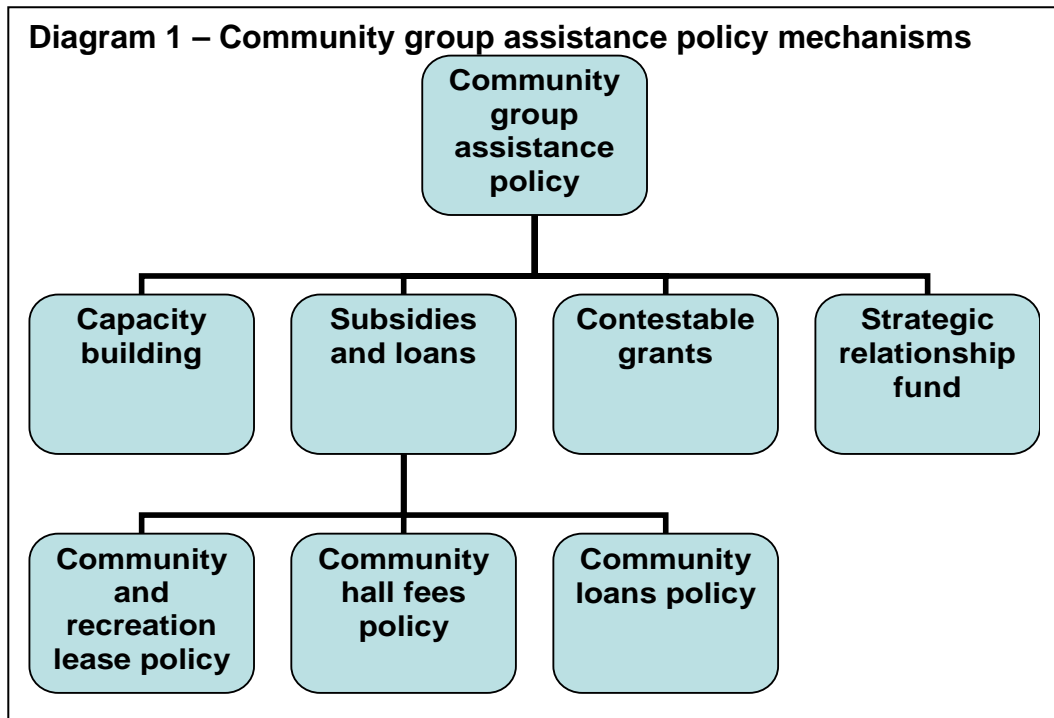 Diagram 1 – Community group assistance policy mechanisms
Community
group
assistance
policy
Capacity
building
Subsidies
and loans
Contestable
grants
Strategic
relationship
fund
Community
and
recreation
lease policy
Community
hall fees
policy
Community
loans policy